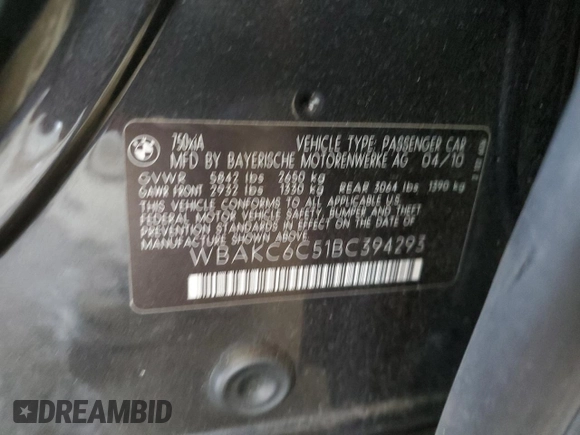 BMW
750xiA VEHICLE TYPE: PASSENGER CAR
MFD BY BAYERISCHE MOTORENWERKE AG 04/10
GVWR 5842 lbs 2650 kg
GAWR FRONT 2932 lbs 1330 kg REAR 3064 lbs 1390 kg
THIS VEHICLE CONFORMS TO ALL APPLICABLE U.S.
FEDERAL MOTOR VEHICLE SAFETY, BUMPER AND THEFT
PREVENTION STANDARDS IN EFFECT ON THE DATE OF
MANUFACTURE SHOWN ABOVE.
WBAKC6C51BC394293
DREAMBID